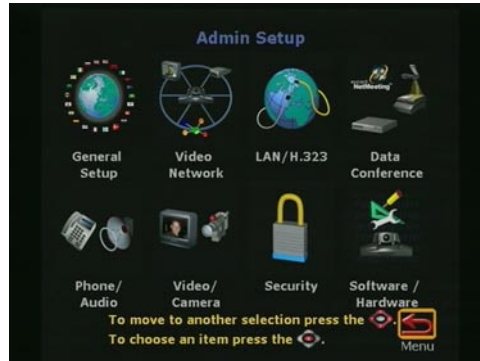 Admin Setup
NetMeeting
General
Setup
Video
Network
LAN/H.323
Data
Conference
Phone/
Audio
Video/
Camera
Security
Software /
Hardware
To move to another selection press the
.
To choose an item press the
.
Menu